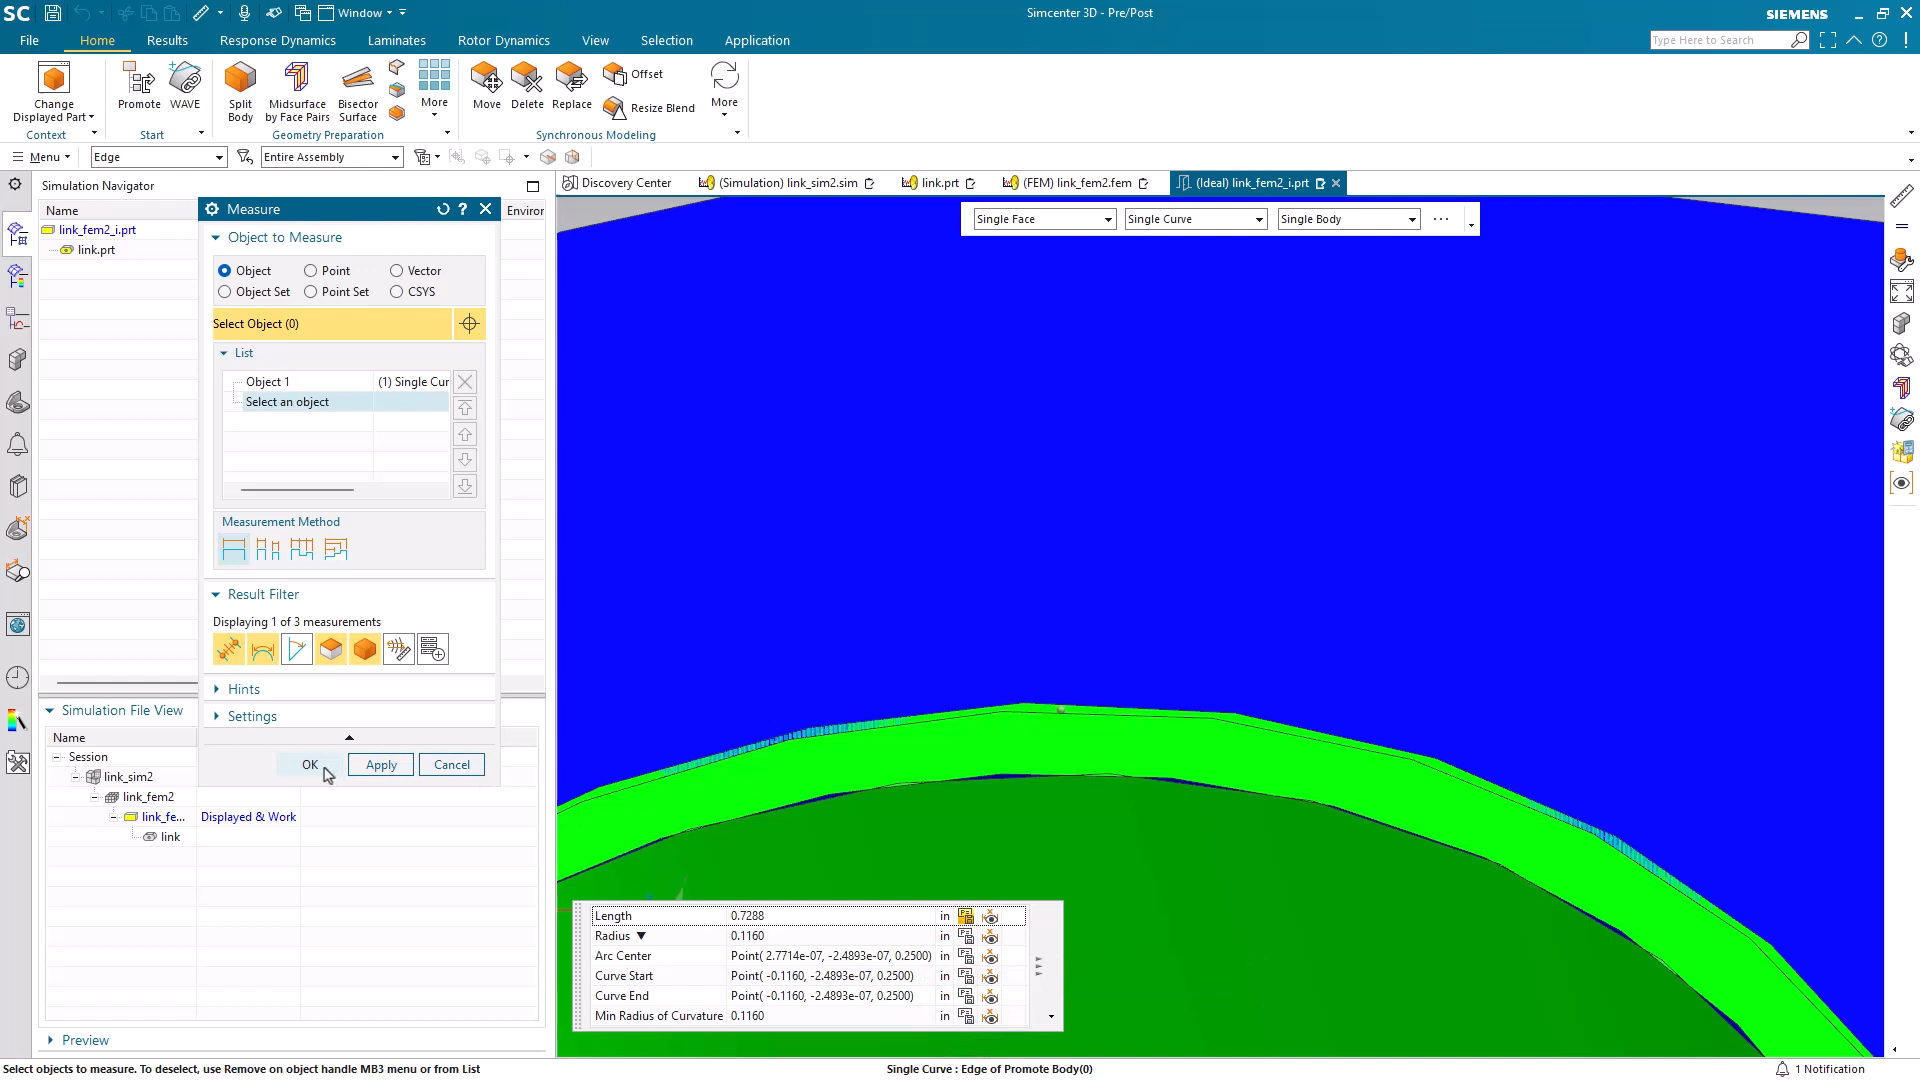 SC
Window
Simcenter 3D - Pre/Post
SIEMENS
File
Home
Results
Response Dynamics
Laminates
Rotor Dynamics
View
Selection
Application
Type Here to Search
Change
Displayed Part
Promote
WAVE
Split
Body
Midsurface
by Face Pairs
Bisector
Surface
More
Move
Delete
Replace
Offset
Resize Blend
More
Context
Start
Geometry Preparation
Synchronous Modeling
Menu
Edge
Entire Assembly
Simulation Navigator
Discovery Center
(Simulation) link_sim2.sim
link.prt
(FEM) link_fem2.fem
(Ideal) link_fem2_i.prt
Name
Environ
link_fem2_i.prt
link.prt
Measure
Object to Measure
Object
Point
Vector
Object Set
Point Set
CSYS
Select Object (0)
List
Object 1
(1) Single Cur
Select an object
Measurement Method
Result Filter
Displaying 1 of 3 measurements
Hints
Settings
OK
Apply
Cancel
Single Face
Single Curve
Single Body
Simulation File View
Name
Session
link_sim2
link_fem2
link_fe...
Displayed & Work
link
Preview
Length 0.7288 in
Radius 0.1160 in
Arc Center Point( 2.7714e-07, -2.4893e-07, 0.2500) in
Curve Start Point( -0.1160, -2.4893e-07, 0.2500) in
Curve End Point( -0.1160, -2.4893e-07, 0.2500) in
Min Radius of Curvature 0.1160 in
Select objects to measure. To deselect, use Remove on object handle MB3 menu or from List
Single Curve : Edge of Promote Body(0)
1 Notification